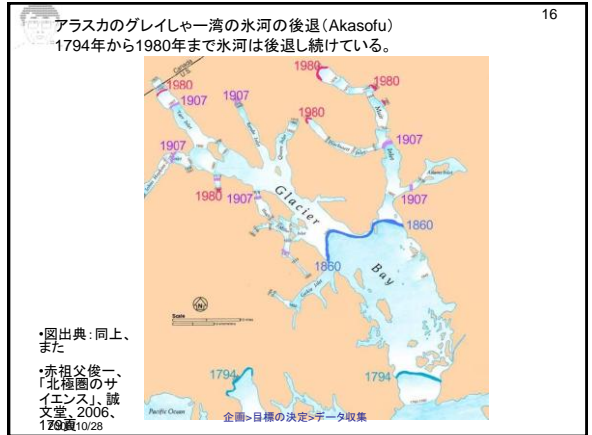 アラスカのグレイしゃー湾の氷河の後退(Akasofu)
16
1794年から1980年まで氷河は後退し続けている。
Canada
U.S.
1980
1980
1980
1907
1907
1980
1907
1907
1980
1907
1907
Glacier
Bay
1860
1860
Scale
1794
1794
Pacific Ocean
•図出典:同上、
また
•赤祖父俊一、
「北極圏のサ
イエンス」、誠
文堂、2006、
179頁
10/28
企画>目標の決定>データ収集